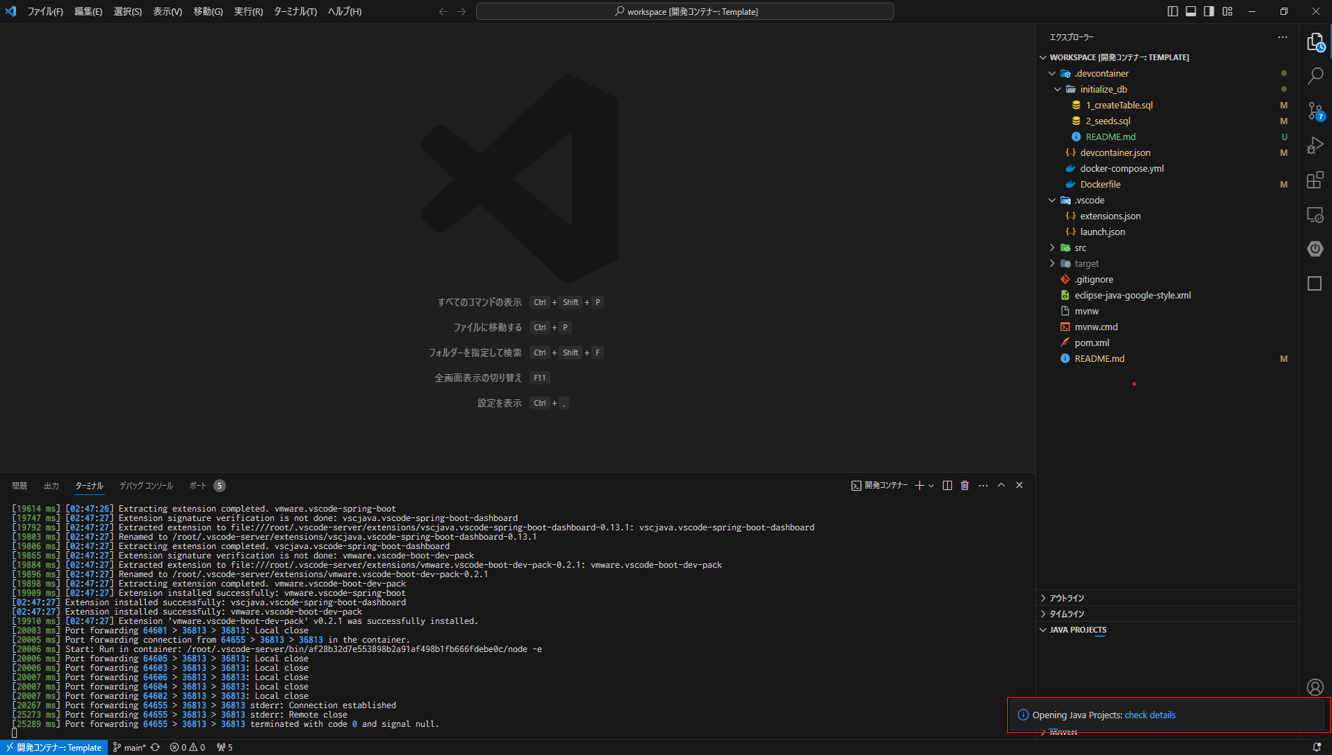 ファイル(F) 編集(E) 選択(S) 表示(V) 移動(G) 実行(R) ターミナル(T) ヘルプ(H)
workspace [開発コンテナー: Template]
すべてのコマンドの表示 Ctrl + Shift + P
ファイルに移動する Ctrl + P
フォルダーを指定して検索 Ctrl + Shift + F
全画面表示の切り替え F11
設定を表示 Ctrl + ,
エクスプローラー
WORKSPACE [開発コンテナー: TEMPLATE]
.devcontainer
initialize_db
1_createTable.sql M
2_seeds.sql M
README.md U
devcontainer.json M
docker-compose.yml
Dockerfile M
.vscode
extensions.json
launch.json
src
target
.gitignore
eclipse-java-google-style.xml
mvnw
mvnw.cmd
pom.xml
README.md M
アウトライン
タイムライン
JAVA PROJECTS
MAVEN
7
問題 出力 ターミナル デバッグ コンソール ポート 5
開発コンテナー
[19614 ms] [02:47:26] Extracting extension completed. vmware.vscode-spring-boot
[19747 ms] [02:47:27] Extension signature verification is not done: vscjava.vscode-spring-boot-dashboard
[19792 ms] [02:47:27] Extracted extension to file:///root/.vscode-server/extensions/vscjava.vscode-spring-boot-dashboard-0.13.1: vscjava.vscode-spring-boot-dashboard
[19803 ms] [02:47:27] Renamed to /root/.vscode-server/extensions/vscjava.vscode-spring-boot-dashboard-0.13.1
[19806 ms] [02:47:27] Extracting extension completed. vscjava.vscode-spring-boot-dashboard
[19865 ms] [02:47:27] Extension signature verification is not done: vmware.vscode-boot-dev-pack
[19884 ms] [02:47:27] Extracted extension to file:///root/.vscode-server/extensions/vmware.vscode-boot-dev-pack-0.2.1: vmware.vscode-boot-dev-pack
[19896 ms] [02:47:27] Renamed to /root/.vscode-server/extensions/vmware.vscode-boot-dev-pack-0.2.1
[19898 ms] [02:47:27] Extracting extension completed. vmware.vscode-boot-dev-pack
[19909 ms] [02:47:27] Extension installed successfully: vmware.vscode-spring-boot
[02:47:27] Extension installed successfully: vscjava.vscode-spring-boot-dashboard
[02:47:27] Extension installed successfully: vmware.vscode-boot-dev-pack
[19910 ms] [02:47:27] Extension 'vmware.vscode-boot-dev-pack' v0.2.1 was successfully installed.
[20003 ms] Port forwarding 64601 > 36813 > 36813: Local close
[20005 ms] Port forwarding connection from 64655 > 36813 > 36813 in the container.
[20006 ms] Start: Run in container: /root/.vscode-server/bin/af28b32d7e553898b2a91af498b1fb666fdebe0c/node -e
[20006 ms] Port forwarding 64605 > 36813 > 36813: Local close
[20006 ms] Port forwarding 64603 > 36813 > 36813: Local close
[20007 ms] Port forwarding 64606 > 36813 > 36813: Local close
[20007 ms] Port forwarding 64604 > 36813 > 36813: Local close
[20007 ms] Port forwarding 64602 > 36813 > 36813: Local close
[20267 ms] Port forwarding 64655 > 36813 > 36813 stderr: Connection established
[25273 ms] Port forwarding 64655 > 36813 > 36813 stderr: Remote close
[25289 ms] Port forwarding 64655 > 36813 > 36813 terminated with code 0 and signal null.
Opening Java Projects: check details
開発コンテナー: Template main* 0 0 5